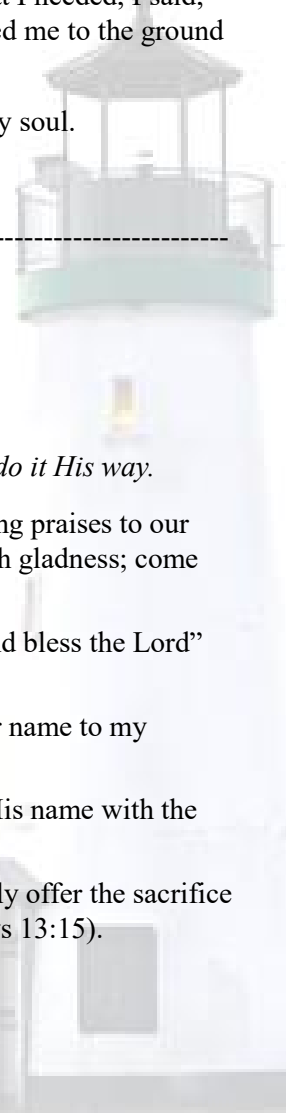 I needed, I said,
ed me to the ground
y soul.
do it His way.
ng praises to our
h gladness; come
d bless the Lord”
r name to my
His name with the
ly offer the sacrifice
s 13:15).